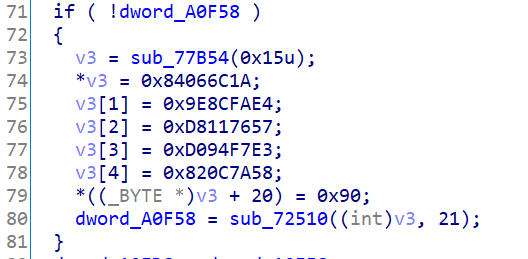 71 if ( !dword_A0F58 )
72 {
73 v3 = sub_77B54(0x15u);
74 *v3 = 0x84066C1A;
75 v3[1] = 0x9E8CFAE4;
76 v3[2] = 0xD8117657;
77 v3[3] = 0xD094F7E3;
78 v3[4] = 0x820C7A58;
79 *((_BYTE *)v3 + 20) = 0x90;
80 dword_A0F58 = sub_72510((int)v3, 21);
81 }